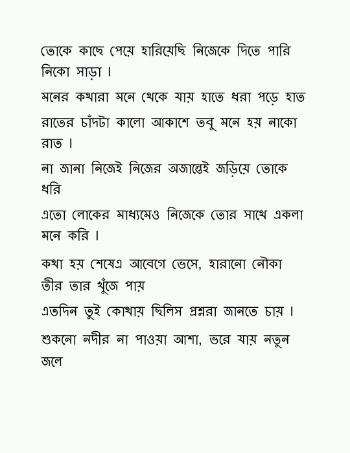 তোকে কাছে পেয়ে হারিয়েছি নিজেকে দিতে পারি
নিকো সাড়া ।
মনের কথারা মনে থেকে যায় হাতে ধরা পড়ে হাত
রাতের চাঁদটা কালো আকাশে তবু মনে হয় নাকো
রাত ।
না জানা নিজেই নিজের অজান্তেই জড়িয়ে তোকে
ধরি
এতো লোকের মাধ্যমেও নিজেকে তোর সাথে একলা
মনে করি ।
কথা হয় শেষেএ আবেগে ভেসে, হারানো নৌকা
তীর তার খুঁজে পায়
এতদিন তুই কোথায় ছিলিস প্রশ্নরা জানতে চায় ।
শুকনো নদীর না পাওয়া আশা, ভরে যায় নতুন
জলে